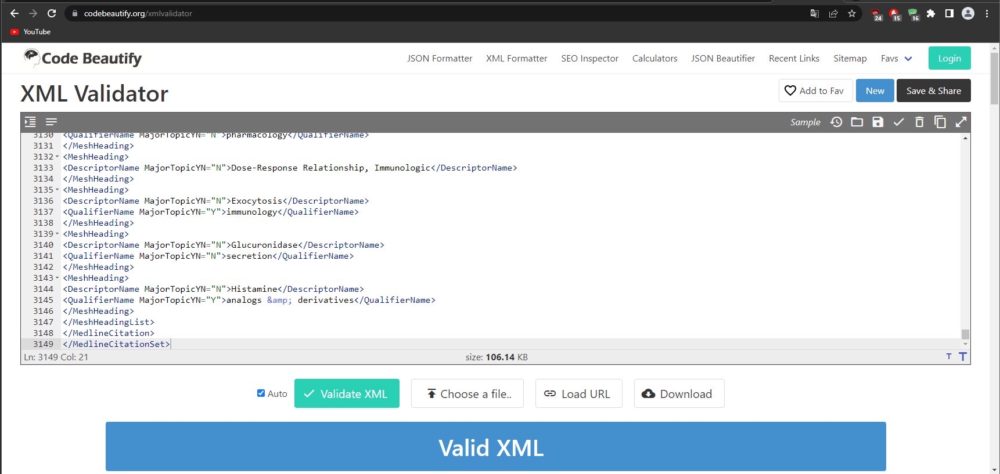 codebeautify.org/xmlvalidator
24 15 16
YouTube
Code Beautify JSON Formatter XML Formatter SEO Inspector Calculators JSON Beautifier Recent Links Sitemap Favs Login
XML Validator Add to Fav New Save & Share
Sample
3130 <QualifierName MajorTopicYN="N">pharmacology</QualifierName>
3131 </MeshHeading>
3132 <MeshHeading>
3133 <DescriptorName MajorTopicYN="N">Dose-Response Relationship, Immunologic</DescriptorName>
3134 </MeshHeading>
3135 <MeshHeading>
3136 <DescriptorName MajorTopicYN="N">Exocytosis</DescriptorName>
3137 <QualifierName MajorTopicYN="Y">immunology</QualifierName>
3138 </MeshHeading>
3139 <MeshHeading>
3140 <DescriptorName MajorTopicYN="N">Glucuronidase</DescriptorName>
3141 <QualifierName MajorTopicYN="N">secretion</QualifierName>
3142 </MeshHeading>
3143 <MeshHeading>
3144 <DescriptorName MajorTopicYN="N">Histamine</DescriptorName>
3145 <QualifierName MajorTopicYN="Y">analogs &amp; derivatives</QualifierName>
3146 </MeshHeading>
3147 </MeshHeadingList>
3148 </MedlineCitation>
3149 </MedlineCitationSet>
Ln: 3149 Col: 21 size: 106.14 KB T T
Auto Validate XML Choose a file.. Load URL Download
Valid XML